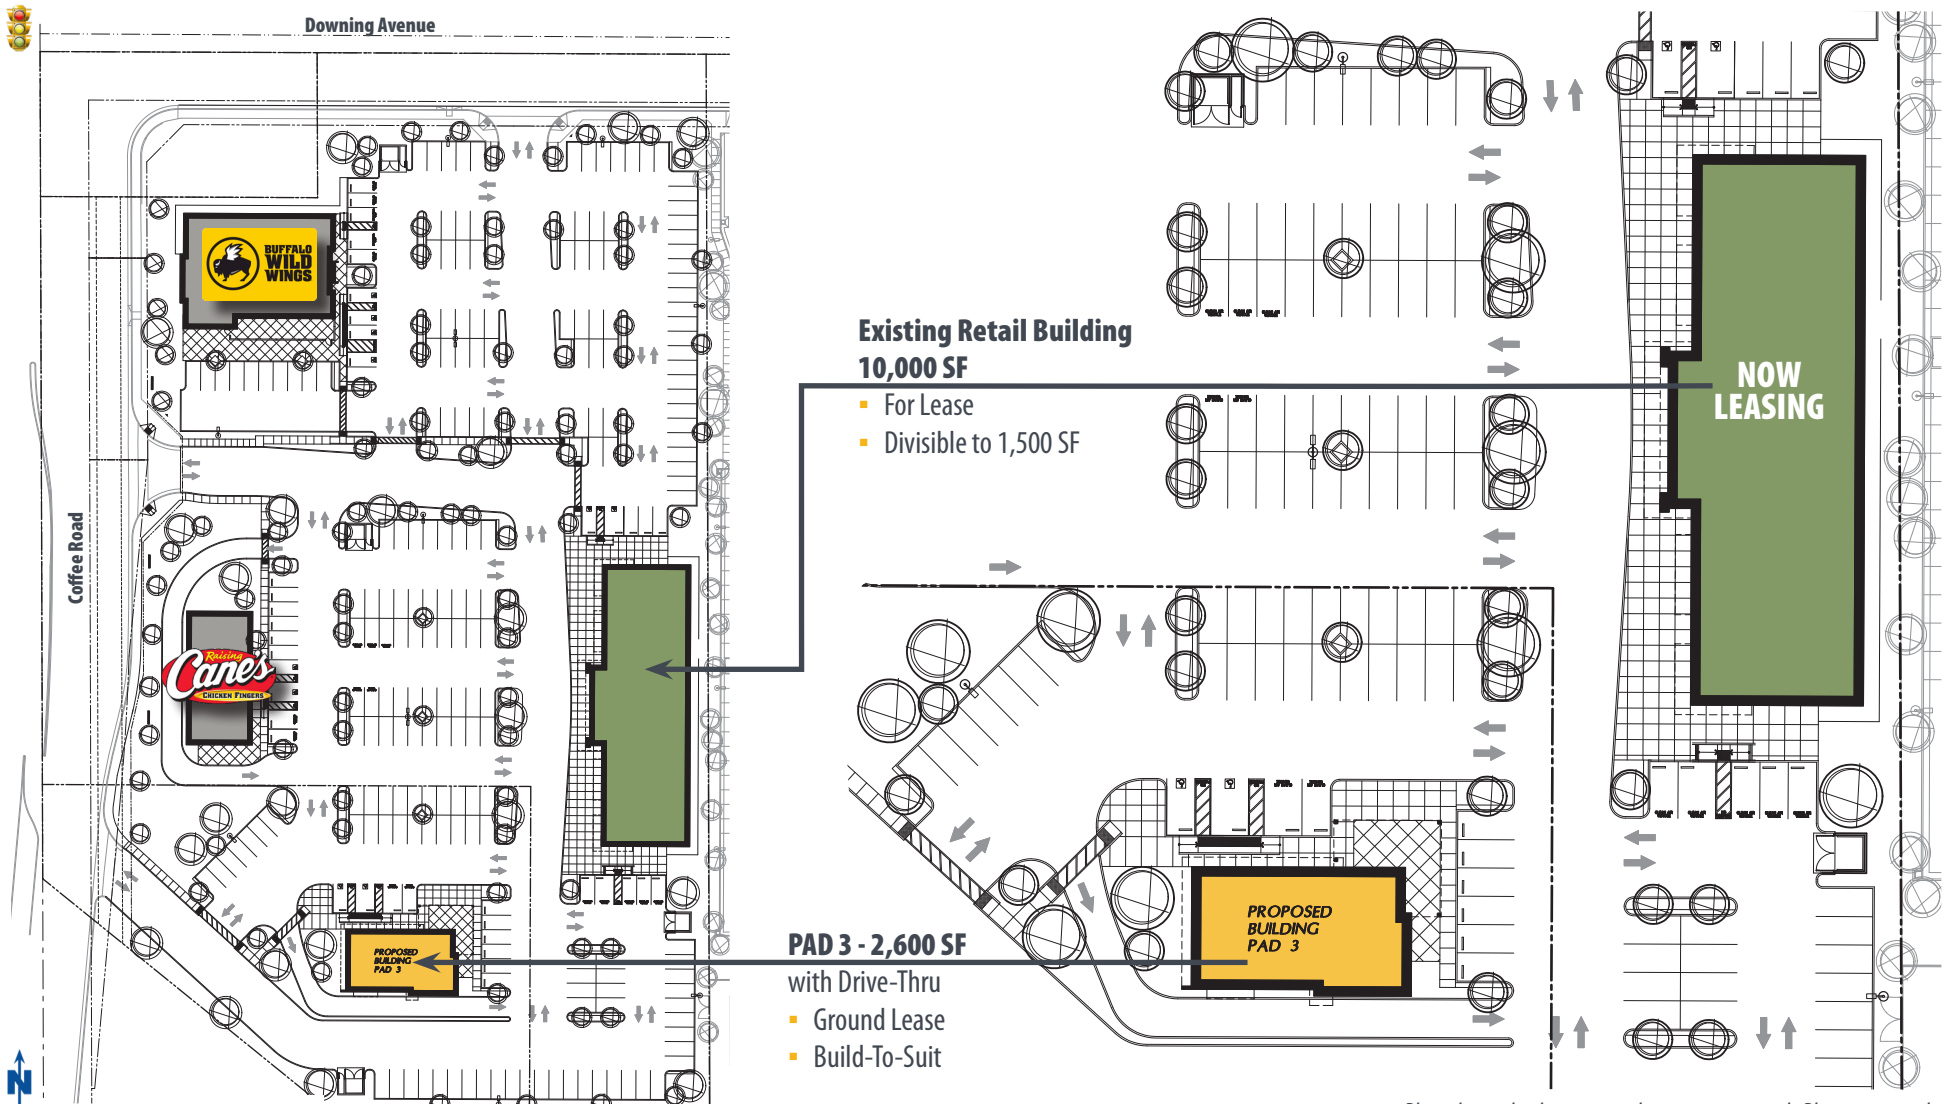 Downing Avenue
BUFFALO
WILD
WINGS
Coffee Road
Raising
Cane's
CHICKEN FINGERS
PROPOSED
BUILDING
PAD 3
N
Existing Retail Building
10,000 SF
▪ For Lease
▪ Divisible to 1,500 SF
NOW
LEASING
PAD 3 - 2,600 SF
with Drive-Thru
▪ Ground Lease
▪ Build-To-Suit
PROPOSED
BUILDING
PAD 3